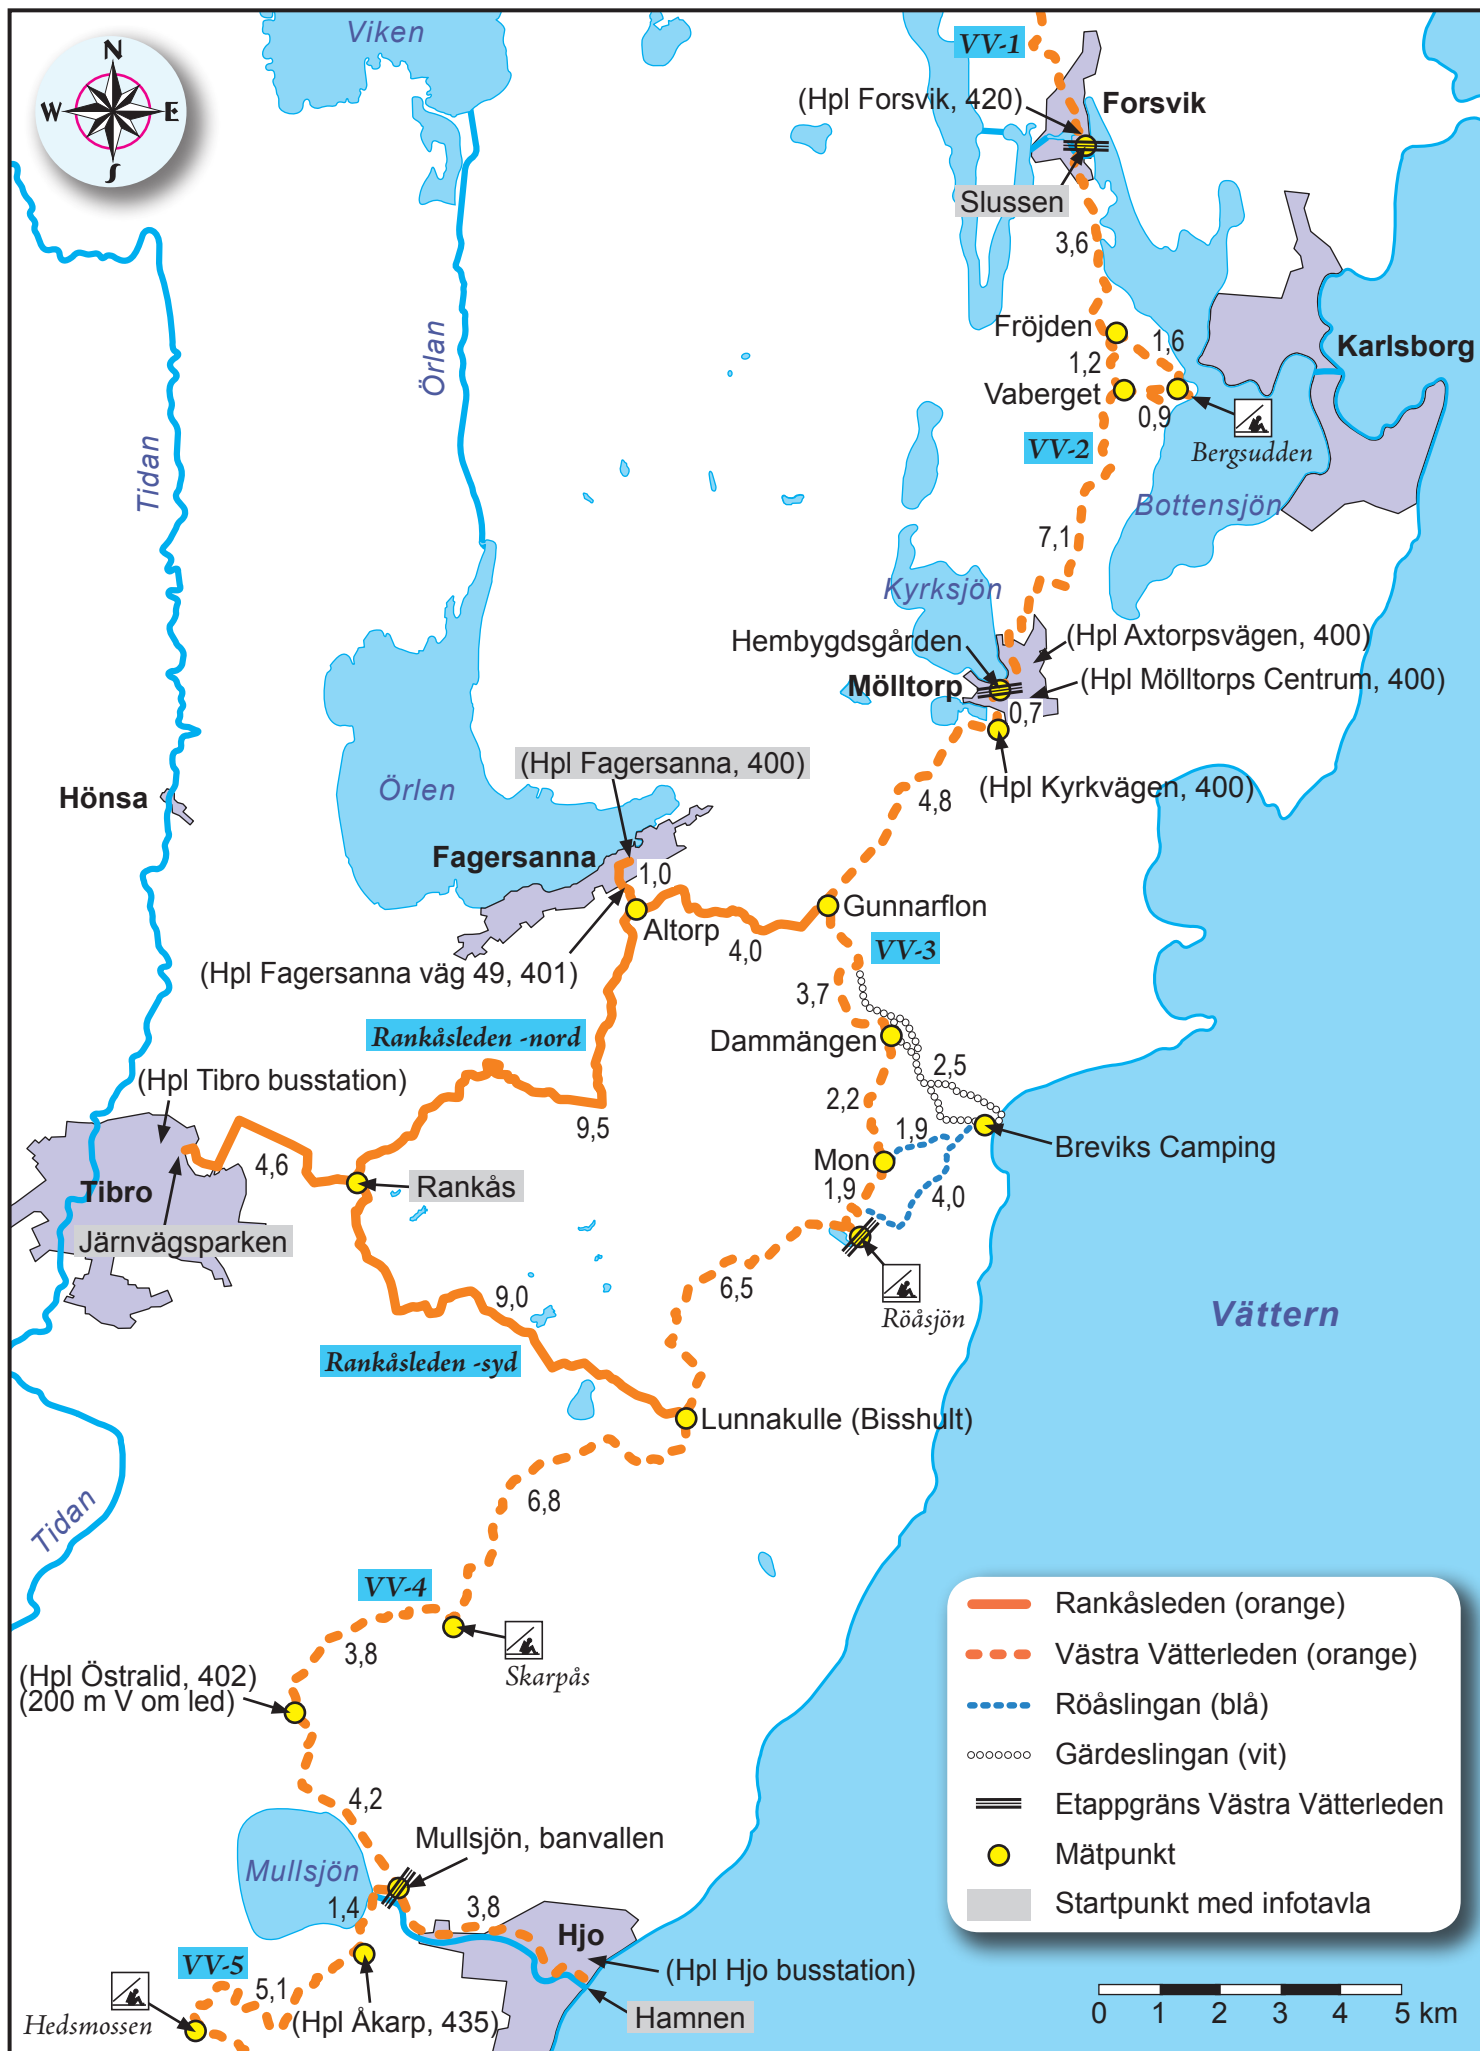 Viken
VV-1
N
W
E
S
(Hpl Forsvik, 420)
Forsvik
Slussen
3,6
Örlan
Tidan
Fröjden
1,6
1,2
Karlsborg
Vaberget
0,9
VV-2
Bergsudden
Bottensjön
7,1
Kyrksjön
Hembygdsgården
(Hpl Axtorpsvägen, 400)
Mölltorp
(Hpl Mölltorps Centrum, 400)
0,7
(Hpl Fagersanna, 400)
(Hpl Kyrkvägen, 400)
Hönsa
Örlen
4,8
Fagersanna
1,0
Gunnarflon
Altorp
4,0
VV-3
(Hpl Fagersanna väg 49, 401)
3,7
Rankåsleden -nord
Dammängen
2,5
(Hpl Tibro busstation)
2,2
9,5
1,9
4,6
Breviks Camping
Mon
Tibro
Rankås
1,9
4,0
Järnvägsparken
6,5
9,0
Röåsjön
Vättern
Rankåsleden -syd
Lunnakulle (Bisshult)
6,8
Tidan
VV-4
3,8
Skarpås
(Hpl Östralid, 402)
(200 m V om led)
4,2
Mullsjön, banvallen
Mullsjön
1,4
3,8
Hjo
VV-5
5,1
(Hpl Hjo busstation)
Hedsmossen
(Hpl Åkarp, 435)
Hamnen
Rankåsleden (orange)
Västra Vätterleden (orange)
Röåslingan (blå)
Gärdeslingan (vit)
Etappgräns Västra Vätterleden
Mätpunkt
Startpunkt med infotavla
0 1 2 3 4 5 km